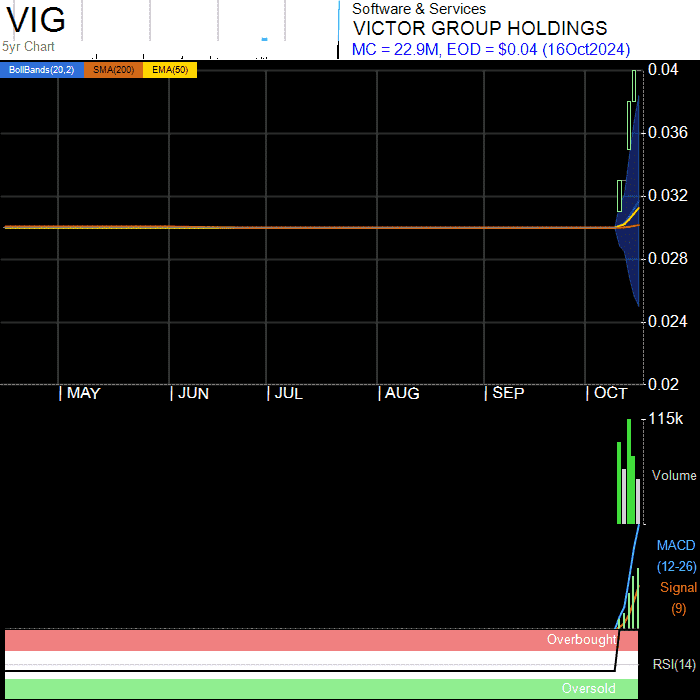 VIG
5yr Chart
Software & Services
VICTOR GROUP HOLDINGS
MC = 22.9M, EOD = $0.04 (16Oct2024)
BollBands(20,2) SMA(200) EMA(50)
0.04
0.036
0.032
0.028
0.024
0.02
| MAY | JUN | JUL | AUG | SEP | OCT
115k
Volume
MACD
(12-26)
Signal
(9)
Overbought
RSI(14)
Oversold